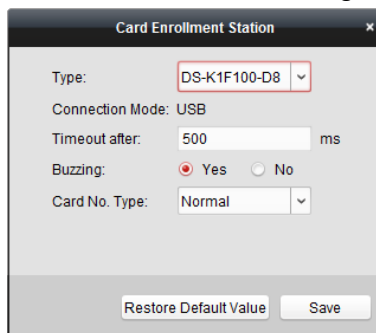 Card Enrollment Station ×
Type: DS-K1F100-D8
Connection Mode: USB
Timeout after: 500 ms
Buzzing: Yes No
Card No. Type: Normal
Restore Default Value Save